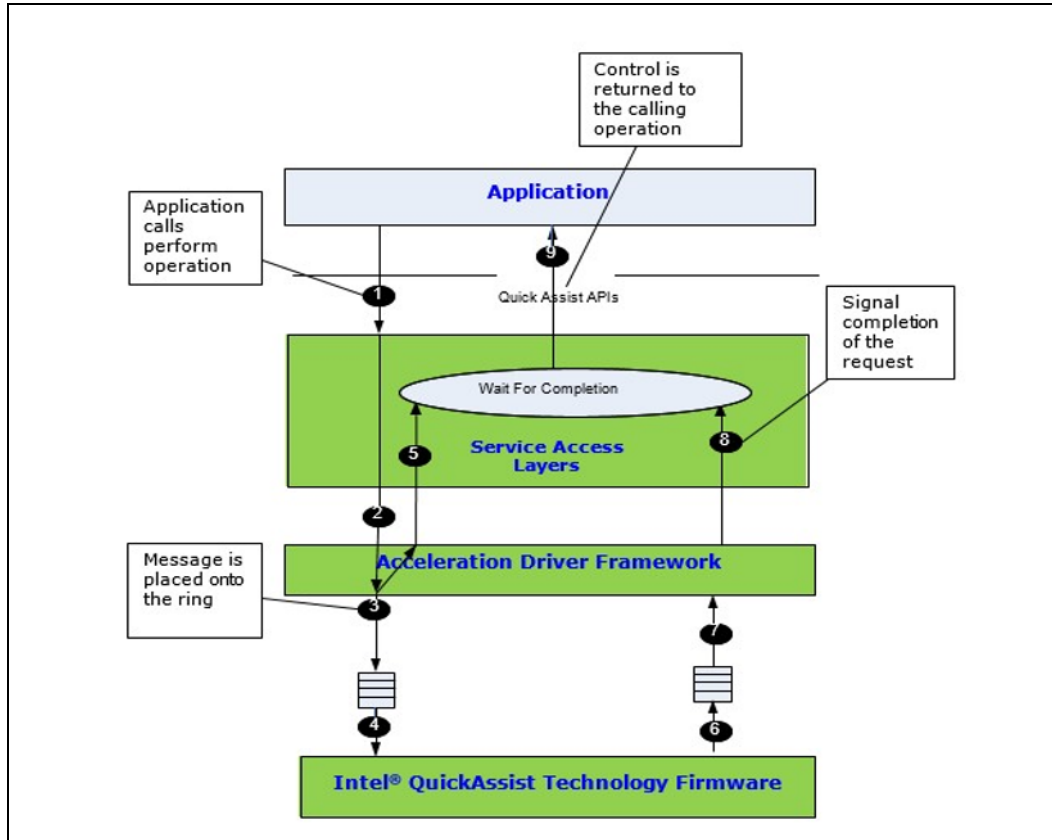 Control is
returned to
the calling
operation
Application
Application
calls
perform
operation
9
1
Quick Assist APIs
Signal
completion
of the
request
Wait For Completion
5
8
Service Access
Layers
2
Message is
placed onto
the ring
Acceleration Driver Framework
3
7
4
6
Intel® QuickAssist Technology Firmware